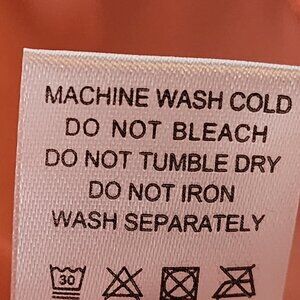 MACHINE WASH COLD
DO NOT BLEACH
DO NOT TUMBLE DRY
DO NOT IRON
WASH SEPARATELY
30